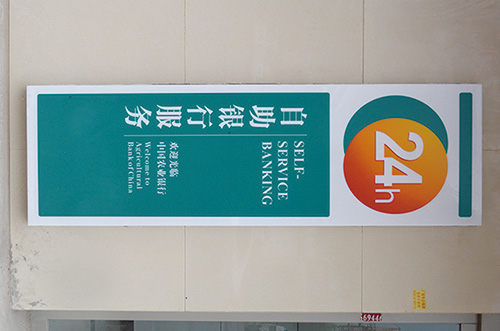 24h
自助银行服务
SELF-
SERVICE
BANKING
欢迎光临
中国农业银行
Welcome to
Agricultural
Bank of China